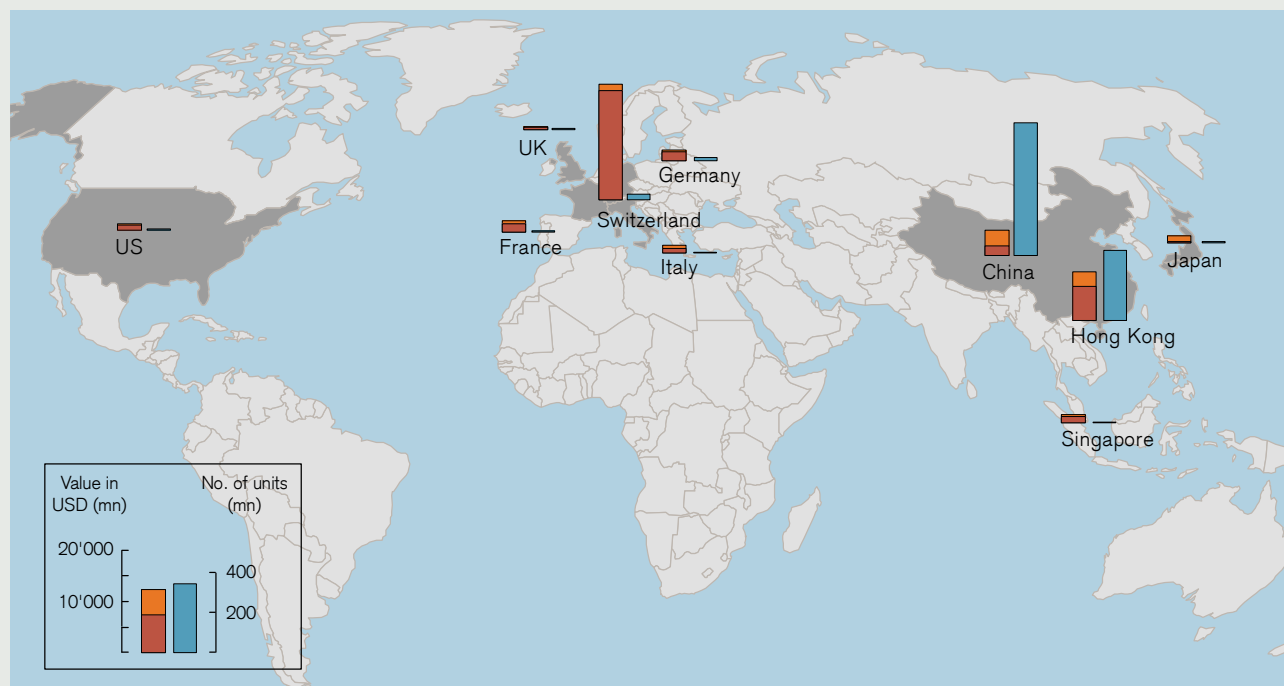 UK
Germany
Switzerland
US
France
Italy
China
Japan
Hong Kong
Singapore
Value in
USD (mn)
No. of units
(mn)
20'000
10'000
400
200